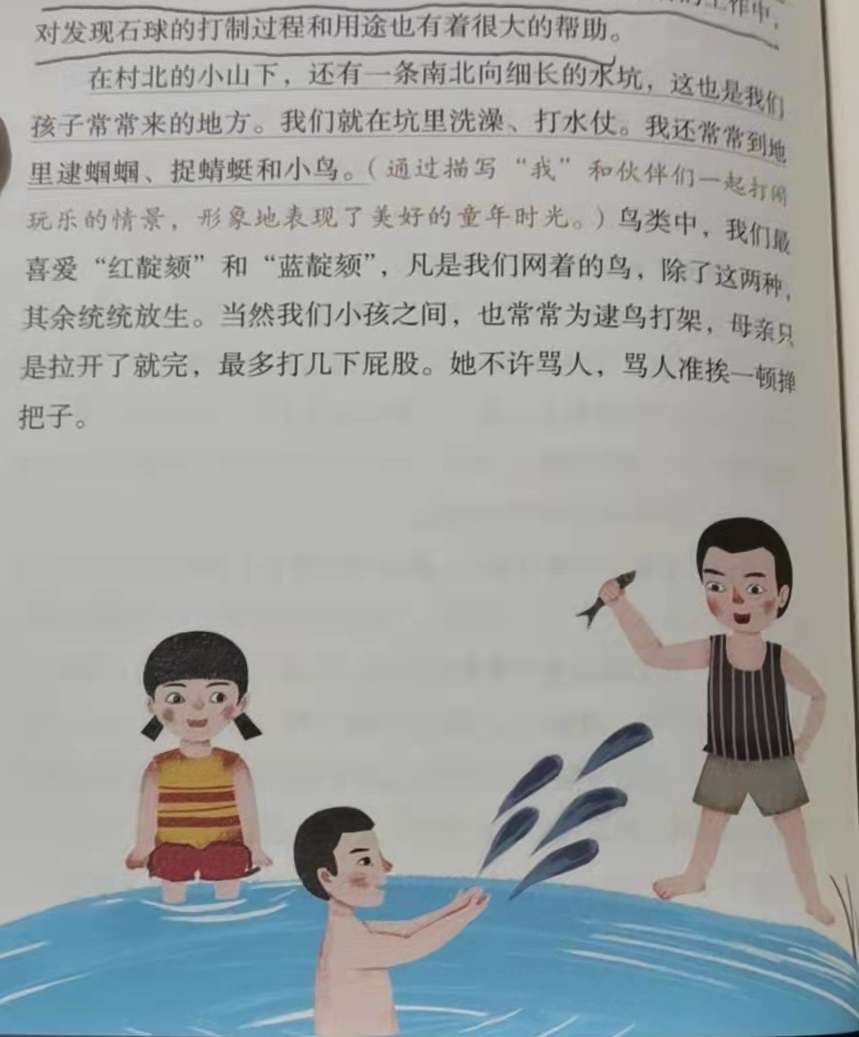 工作中，
对发现石球的打制过程和用途也有着很大的帮助。
在村北的小山下，还有一条南北向细长的水坑，这也是我们
孩子常常来的地方。我们就在坑里洗澡、打水仗。我还常常到地
里逮蝈蝈、捉蜻蜓和小鸟。（通过描写“我”和伙伴们一起打闹
玩乐的情景，形象地表现了美好的童年时光。）鸟类中，我们最
喜爱“红靛颏”和“蓝靛颏”，凡是我们网着的鸟，除了这两种，
其余统统放生。当然我们小孩之间，也常常为逮鸟打架，母亲只
是拉开了就完，最多打几下屁股。她不许骂人，骂人准挨一顿掸
把子。